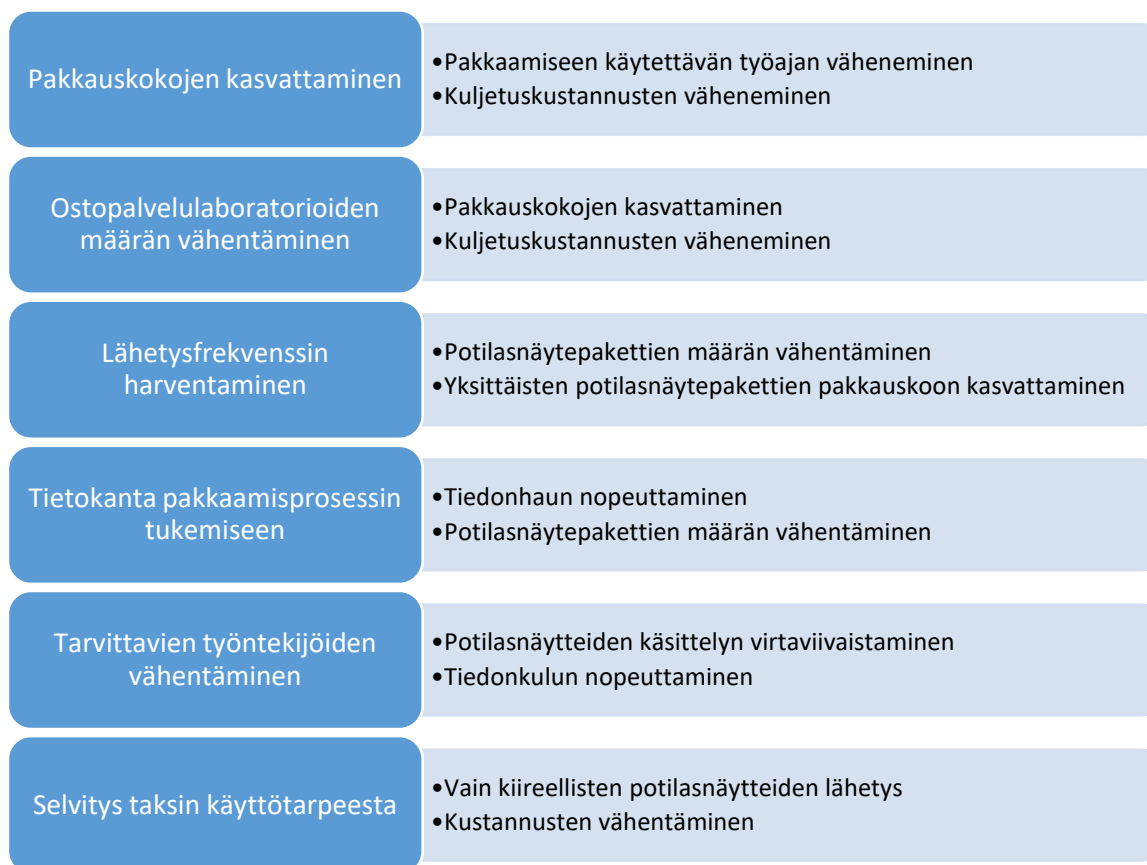 Pakkauskokojen kasvattaminen
•Pakkaamiseen käytettävän työajan väheneminen
•Kuljetuskustannusten väheneminen
Ostopalvelulaboratorioiden
määrän vähentäminen
•Pakkauskokojen kasvattaminen
•Kuljetuskustannusten väheneminen
Lähetysfrekvenssin
harventaminen
•Potilasnäytepakettien määrän vähentäminen
•Yksittäisten potilasnäytepakettien pakkauskoon kasvattaminen
Tietokanta pakkaamisprosessin
tukemiseen
•Tiedonhaun nopeuttaminen
•Potilasnäytepakettien määrän vähentäminen
Tarvittavien työntekijöiden
vähentäminen
•Potilasnäytteiden käsittelyn virtaviivaistaminen
•Tiedonkulun nopeuttaminen
Selvitys taksin käyttötarpeesta
•Vain kiireellisten potilasnäytteiden lähetys
•Kustannusten vähentäminen